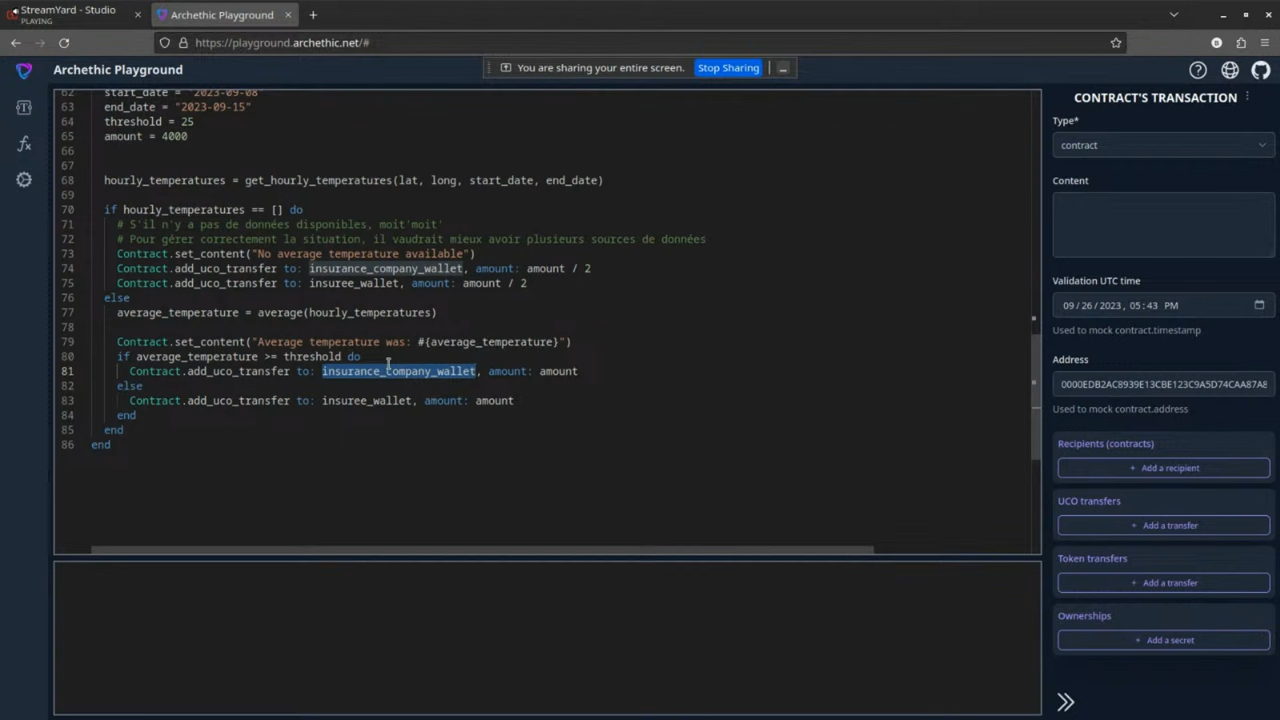 StreamYard - Studio
PLAYING
Archethic Playground
https://playground.archethic.net/#
Archethic Playground
You are sharing your entire screen.
Stop Sharing
62 start_date = "2023-09-08"
63 end_date = "2023-09-15"
64 threshold = 25
65 amount = 4000
66
67
68 hourly_temperatures = get_hourly_temperatures(lat, long, start_date, end_date)
69
70 if hourly_temperatures == [] do
71 # S'il n'y a pas de données disponibles, moit'moit'
72 # Pour gérer correctement la situation, il vaudrait mieux avoir plusieurs sources de données
73 Contract.set_content("No average temperature available")
74 Contract.add_uco_transfer to: insurance_company_wallet, amount: amount / 2
75 Contract.add_uco_transfer to: insuree_wallet, amount: amount / 2
76 else
77 average_temperature = average(hourly_temperatures)
78
79 Contract.set_content("Average temperature was: #{average_temperature}")
80 if average_temperature >= threshold do
81 Contract.add_uco_transfer to: insurance_company_wallet, amount: amount
82 else
83 Contract.add_uco_transfer to: insuree_wallet, amount: amount
84 end
85 end
86 end
CONTRACT'S TRANSACTION
Type*
contract
Content
Validation UTC time
09 / 26 / 2023 , 05 : 43 PM
Used to mock contract.timestamp
Address
0000EDB2AC8939E13CBE123C9A5D74CAA87A8
Used to mock contract.address
Recipients (contracts)
+ Add a recipient
UCO transfers
+ Add a transfer
Token transfers
+ Add a transfer
Ownerships
+ Add a secret